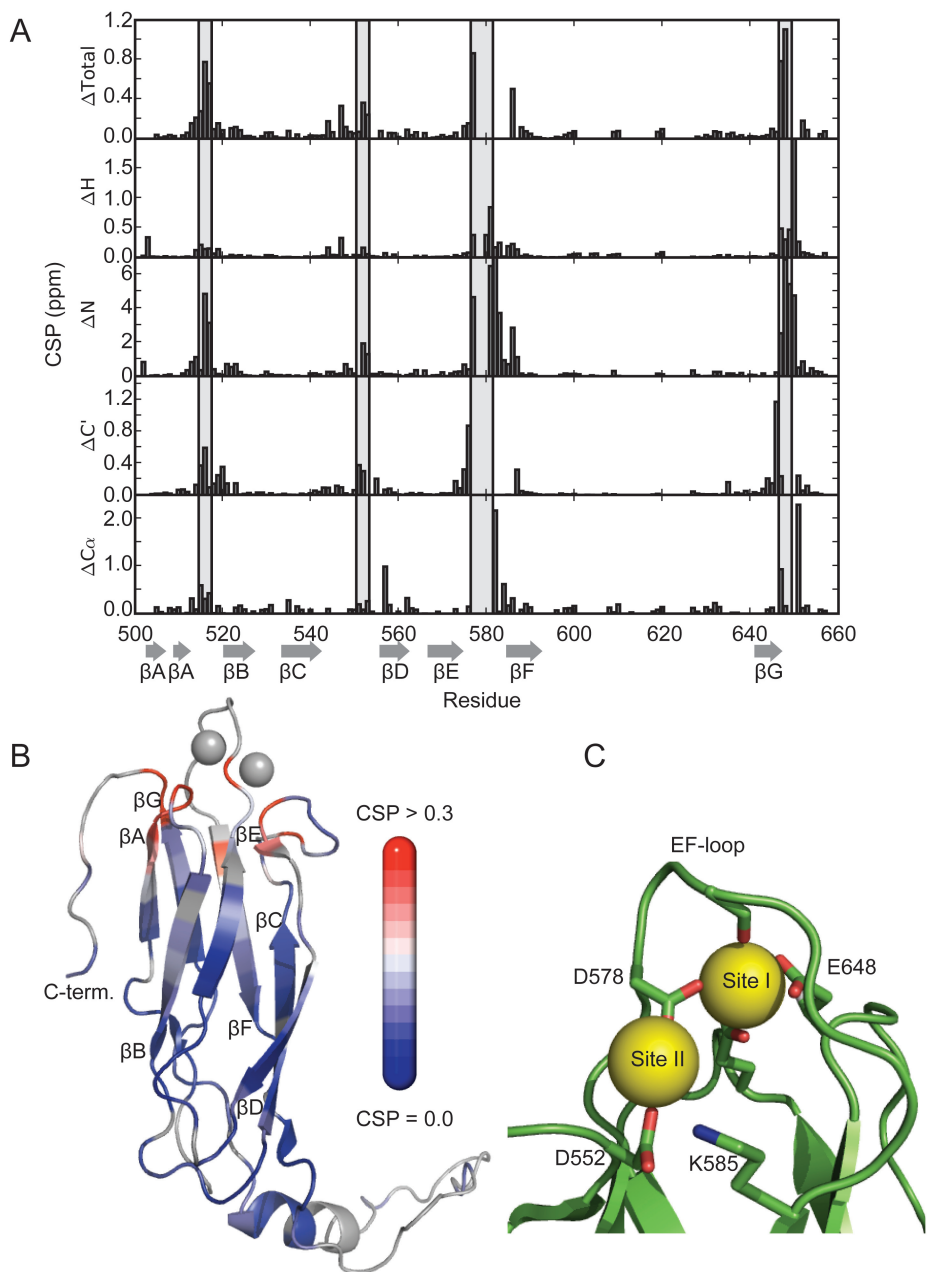 A
1.2
0.8
0.4
0.0
ΔTotal
1.5
1.0
0.5
0.0
ΔH
6
4
2
0
ΔN
1.2
0.8
0.4
0.0
ΔC'
2.0
1.0
0.0
ΔCα
CSP (ppm)
500 520 540 560 580 600 620 640 660
βA βA βB βC βD βE βF βG
Residue
B
βG
βA
βE
βC
C-term.
βF
βB
βD
CSP > 0.3
CSP = 0.0
C
EF-loop
D578
Site I
E648
Site II
D552
K585